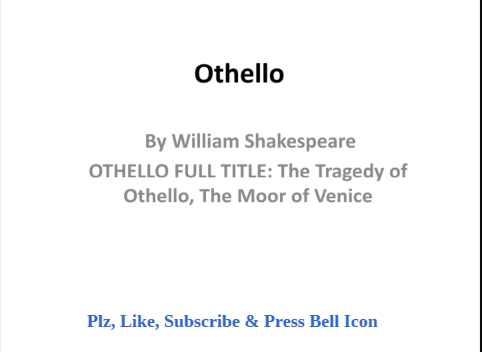 Othello
By William Shakespeare
OTHELLO FULL TITLE: The Tragedy of
Othello, The Moor of Venice
Plz, Like, Subscribe & Press Bell Icon